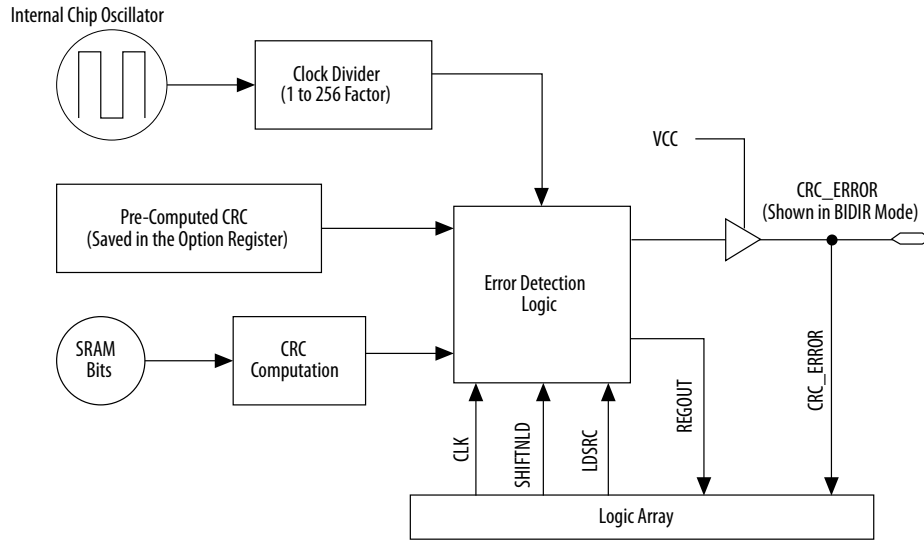 Internal Chip Oscillator
Clock Divider
(1 to 256 Factor)
VCC
CRC_ERROR
(Shown in BIDIR Mode)
Pre-Computed CRC
(Saved in the Option Register)
Error Detection
Logic
SRAM
Bits
CRC
Computation
CLK
SHIFTNLD
LDSRC
REGOUT
CRC_ERROR
Logic Array